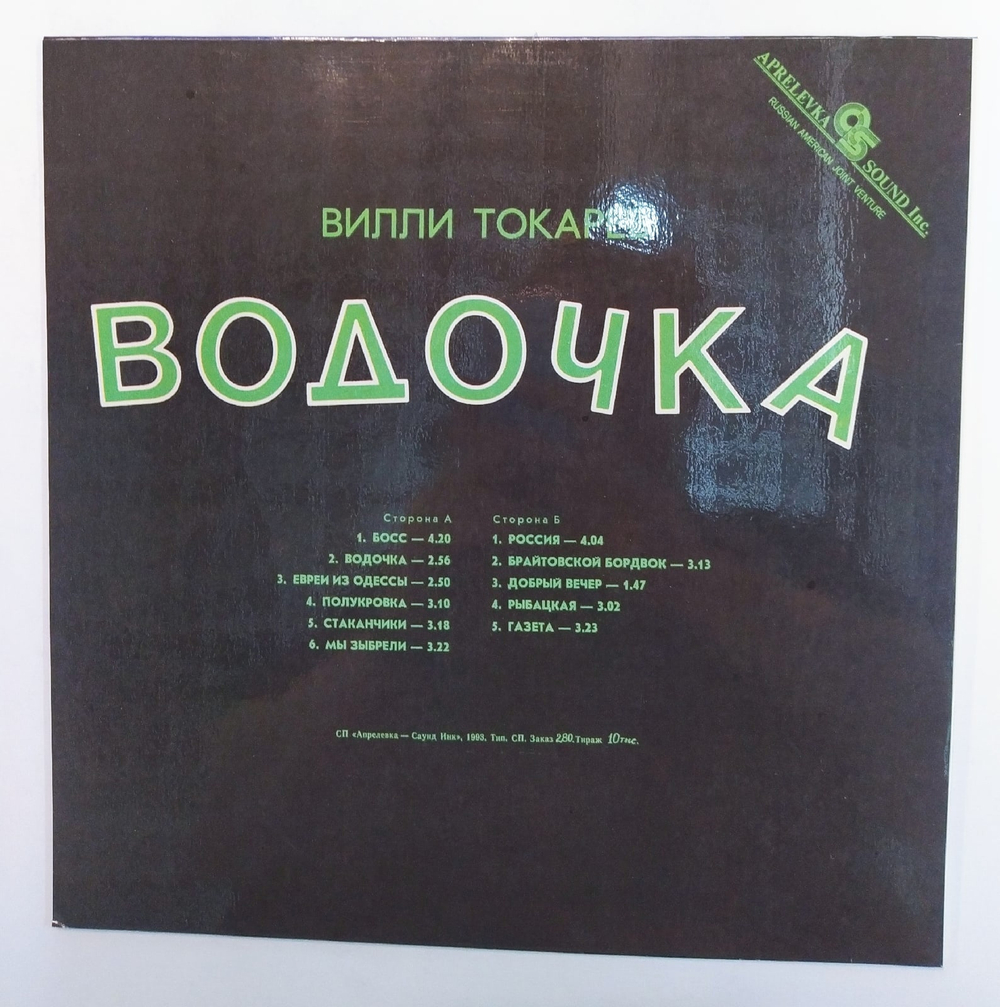 APRELEVKA SOUND Inc.
RUSSIAN AMERICAN JOINT VENTURE
ВИЛЛИ ТОКАРЕВ
ВОДОЧКА
Сторона А
1. БОСС — 4.20
2. ВОДОЧКА — 2.56
3. ЕВРЕИ ИЗ ОДЕССЫ — 2.50
4. ПОЛУКРОВКА — 3.10
5. СТАКАНЧИКИ — 3.18
6. МЫ ЗЫБРЕЛИ — 3.22
Сторона Б
1. РОССИЯ — 4.04
2. БРАЙТОВСКОЙ БОРДВОК — 3.13
3. ДОБРЫЙ ВЕЧЕР — 1.47
4. РЫБАЦКАЯ — 3.02
5. ГАЗЕТА — 3.23
СП «Апрелевка — Саунд Инк», 1993. Тип. СП. Заказ 280. Тираж 10 тыс.